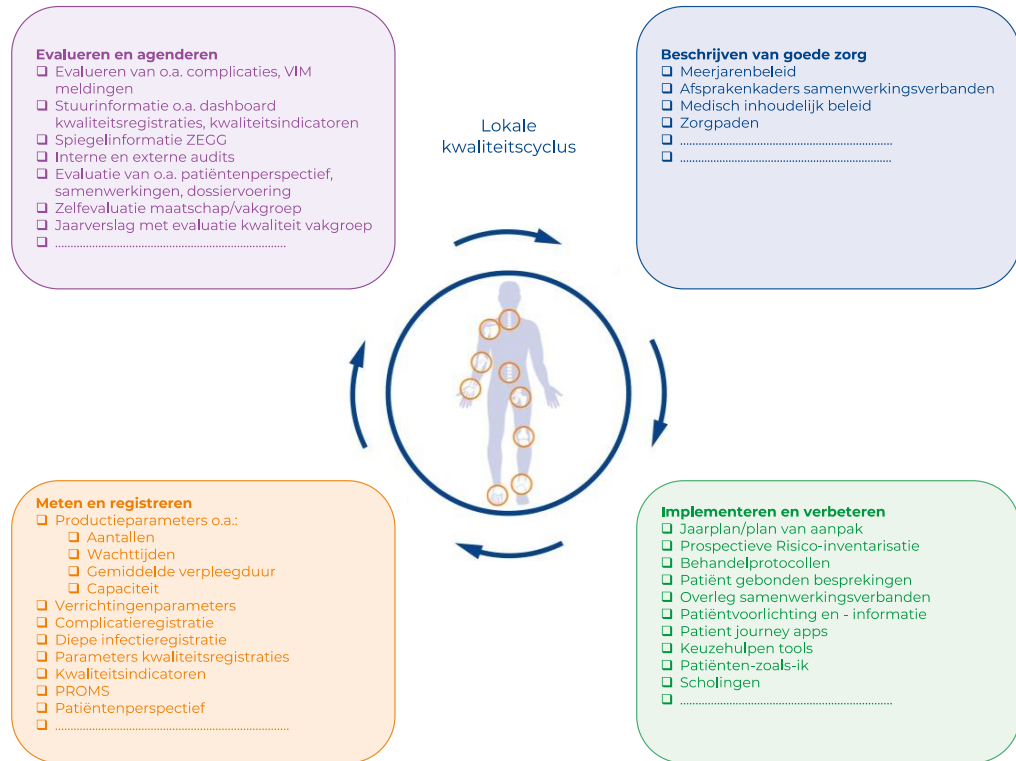 Evalueren en agenderen
❑ Evalueren van o.a. complicaties, VIM
meldingen
❑ Stuurinformatie o.a. dashboard
kwaliteitsregistraties, kwaliteitsindicatoren
❑ Spiegelinformatie ZEGG
❑ Interne en externe audits
❑ Evaluatie van o.a. patiëntenperspectief,
samenwerkingen, dossiervoering
❑ Zelfevaluatie maatschap/vakgroep
❑ Jaarverslag met evaluatie kwaliteit vakgroep
❑ ......................................................................
Lokale
kwaliteitscyclus
Beschrijven van goede zorg
❑ Meerjarenbeleid
❑ Afsprakenkaders samenwerkingsverbanden
❑ Medisch inhoudelijk beleid
❑ Zorgpaden
❑ ................................................................
❑ ................................................................
Meten en registreren
❑ Productieparameters o.a.:
❑ Aantallen
❑ Wachttijden
❑ Gemiddelde verpleegduur
❑ Capaciteit
❑ Verrichtingenparameters
❑ Complicatieregistratie
❑ Diepe infectieregistratie
❑ Parameters kwaliteitsregistraties
❑ Kwaliteitsindicatoren
❑ PROMS
❑ Patiëntenperspectief
❑ ......................................................................
Implementeren en verbeteren
❑ Jaarplan/plan van aanpak
❑ Prospectieve Risico-inventarisatie
❑ Behandelprotocollen
❑ Patiënt gebonden besprekingen
❑ Overleg samenwerkingsverbanden
❑ Patiëntvoorlichting en - informatie
❑ Patient journey apps
❑ Keuzehulpen tools
❑ Patiënten-zoals-ik
❑ Scholingen
❑ ................................................................